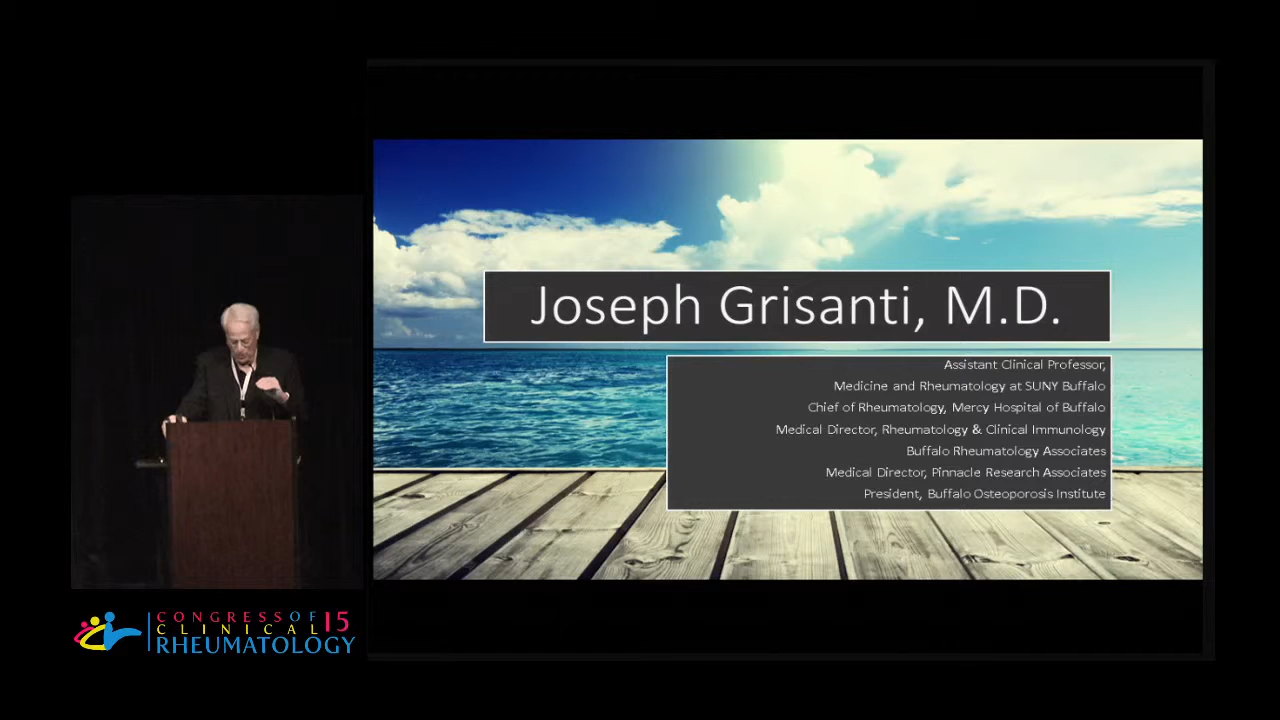 Joseph Grisanti, M.D.
Assistant Clinical Professor,
Medicine and Rheumatology at SUNY Buffalo
Chief of Rheumatology, Mercy Hospital of Buffalo
Medical Director, Rheumatology & Clinical Immunology
Buffalo Rheumatology Associates
Medical Director, Pinnacle Research Associates
President, Buffalo Osteoporosis Institute
CONGRESS OF 15
CLINICAL
RHEUMATOLOGY